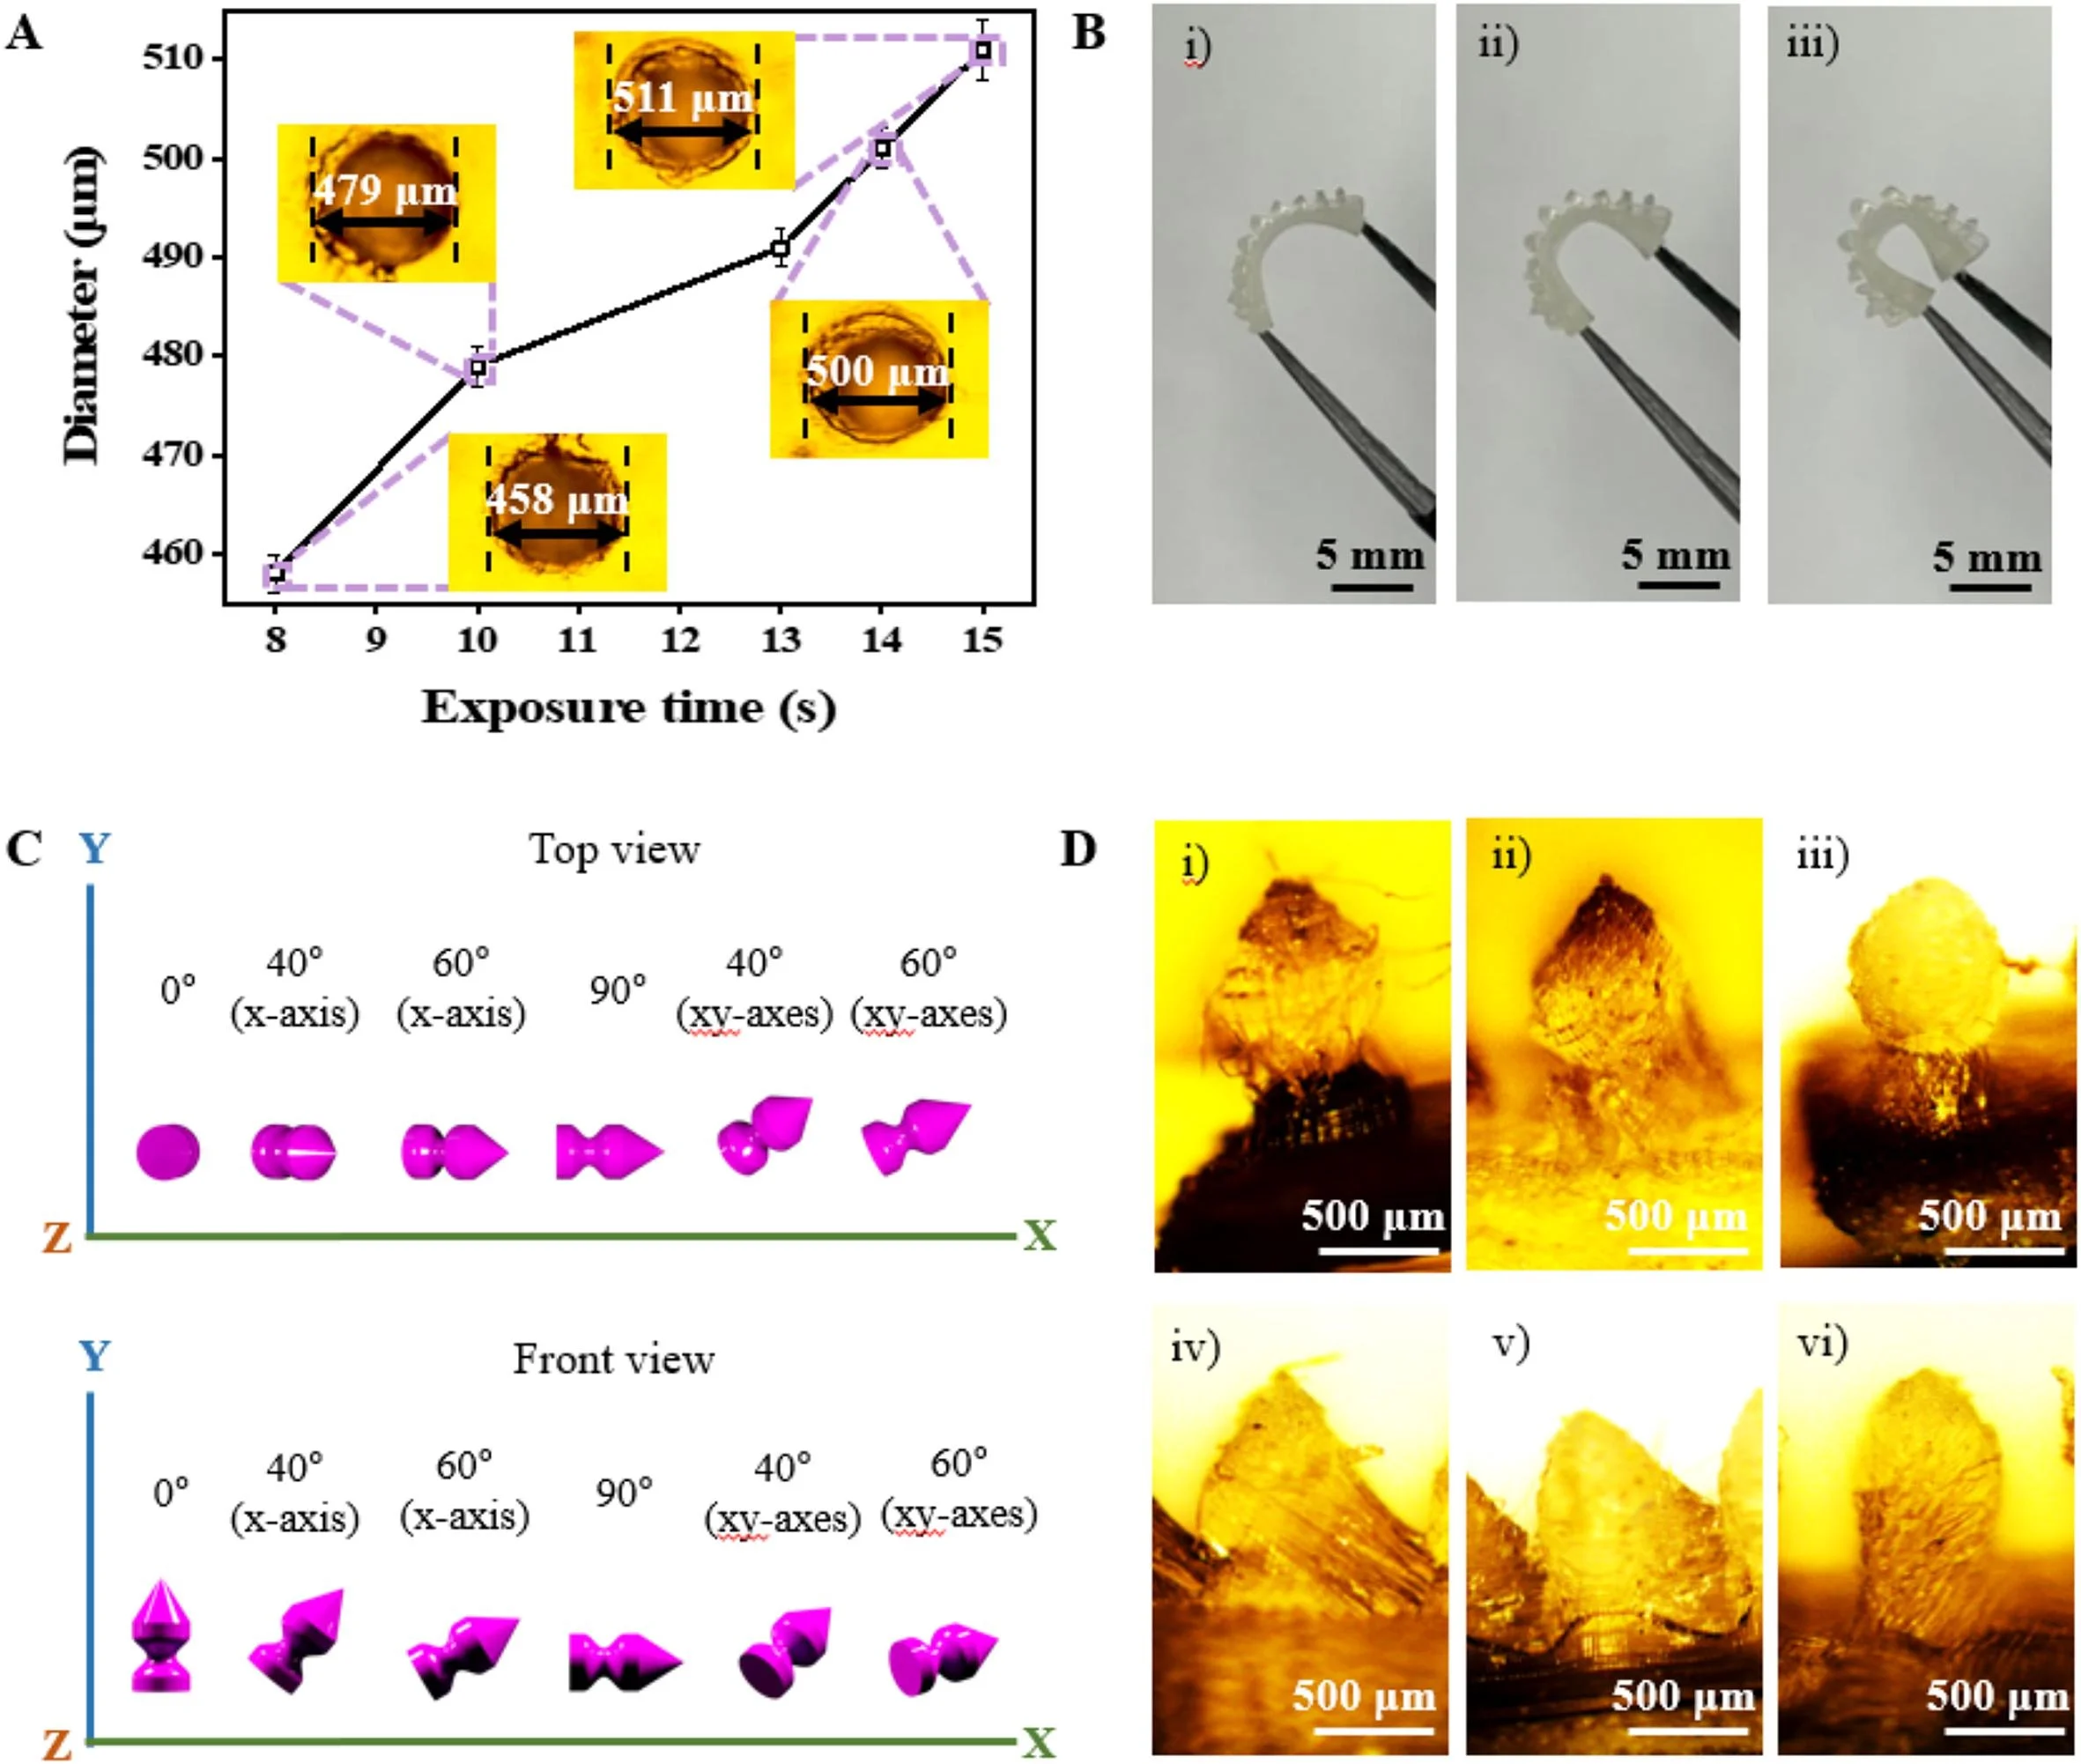 A
510
500
490
480
470
460
Diameter (μm)
479 μm
511 μm
500 μm
458 μm
8 9 10 11 12 13 14 15
Exposure time (s)
B
i)
ii)
iii)
5 mm
5 mm
5 mm
C
Y
Top view
0°
40°
(x-axis)
60°
(x-axis)
90°
40°
(xy-axes)
60°
(xy-axes)
Z
X
Y
Front view
0°
40°
(x-axis)
60°
(x-axis)
90°
40°
(xy-axes)
60°
(xy-axes)
Z
X
D
i)
ii)
iii)
500 μm
500 μm
500 μm
iv)
v)
vi)
500 μm
500 μm
500 μm